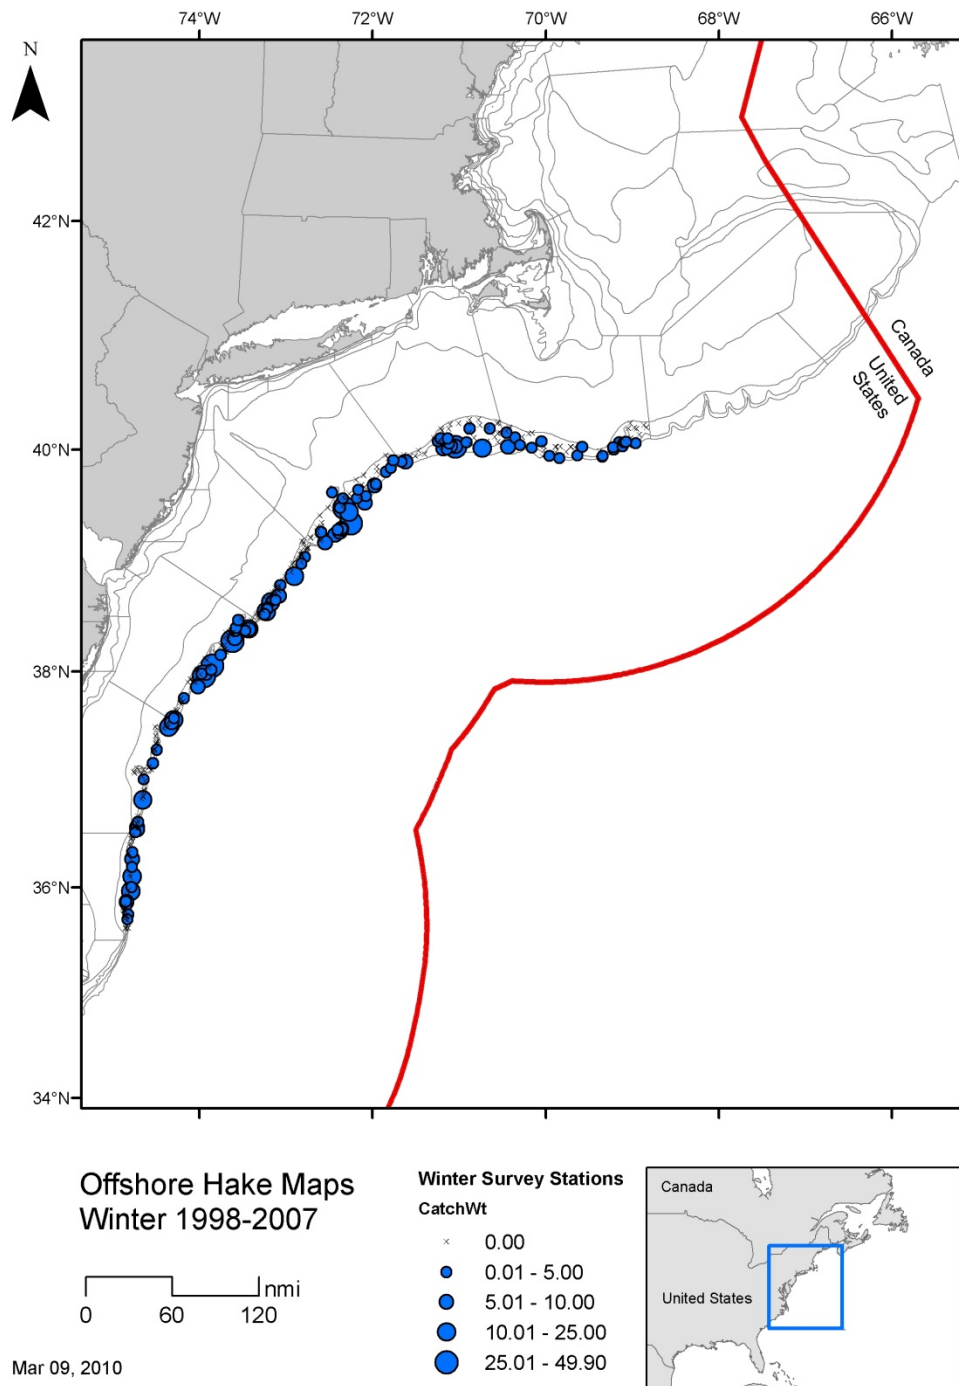 74°W 72°W 70°W 68°W 66°W
N
42°N
40°N
38°N
36°N
34°N
Canada
United
States
Offshore Hake Maps
Winter 1998-2007
nmi
0 60 120
Mar 09, 2010
Winter Survey Stations
CatchWt
0.00
0.01 - 5.00
5.01 - 10.00
10.01 - 25.00
25.01 - 49.90
Canada
United States